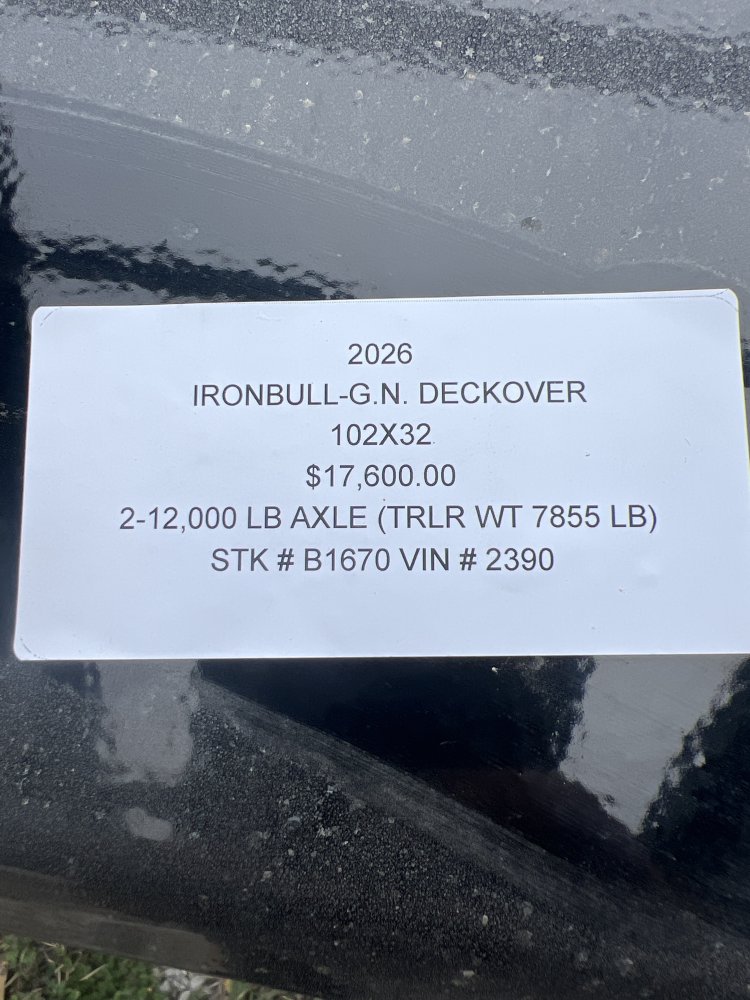 2026
IRONBULL-G.N. DECKOVER
102X32
$17,600.00
2-12,000 LB AXLE (TRLR WT 7855 LB)
STK # B1670 VIN # 2390